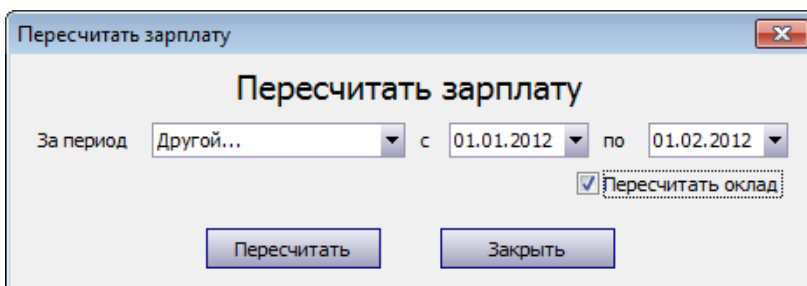 Пересчитать зарплату
Пересчитать зарплату
За период Другой... с 01.01.2012 по 01.02.2012
Пересчитать оклад
Пересчитать Закрыть